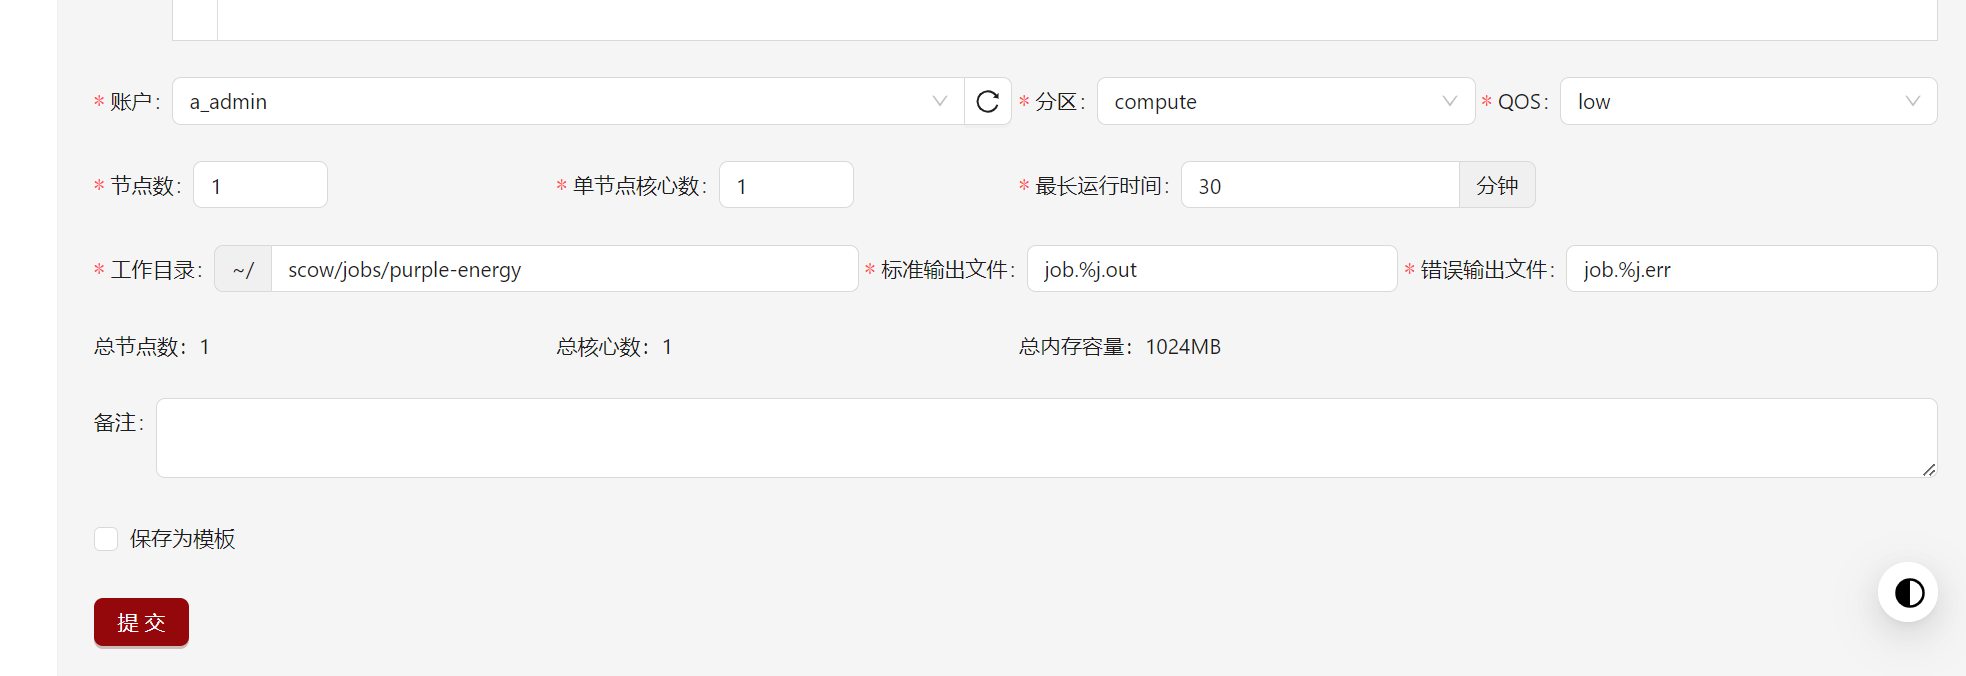 * 账户: a_admin * 分区: compute * QOS: low
* 节点数: 1 * 单节点核心数: 1 * 最长运行时间: 30 分钟
* 工作目录: ~/ scow/jobs/purple-energy * 标准输出文件: job.%j.out * 错误输出文件: job.%j.err
总节点数：1 总核心数：1 总内存容量：1024MB
备注:
保存为模板
提 交